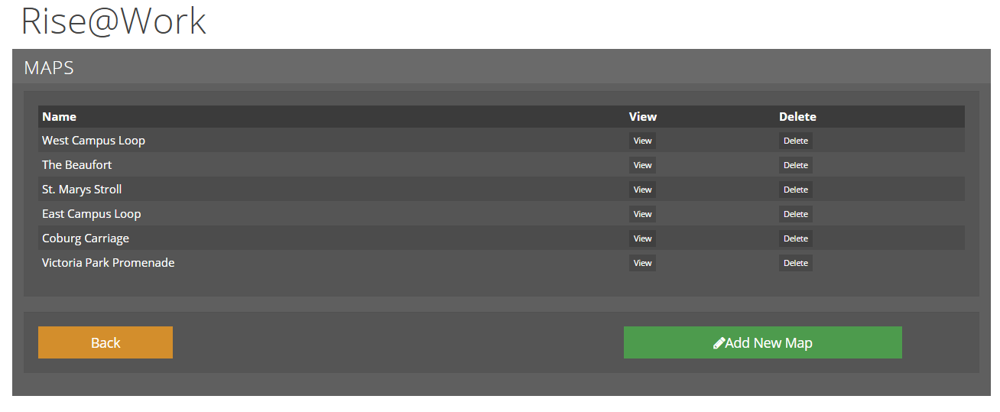 Rise@Work
MAPS
Name View Delete
West Campus Loop View Delete
The Beaufort View Delete
St. Marys Stroll View Delete
East Campus Loop View Delete
Coburg Carriage View Delete
Victoria Park Promenade View Delete
Back Add New Map